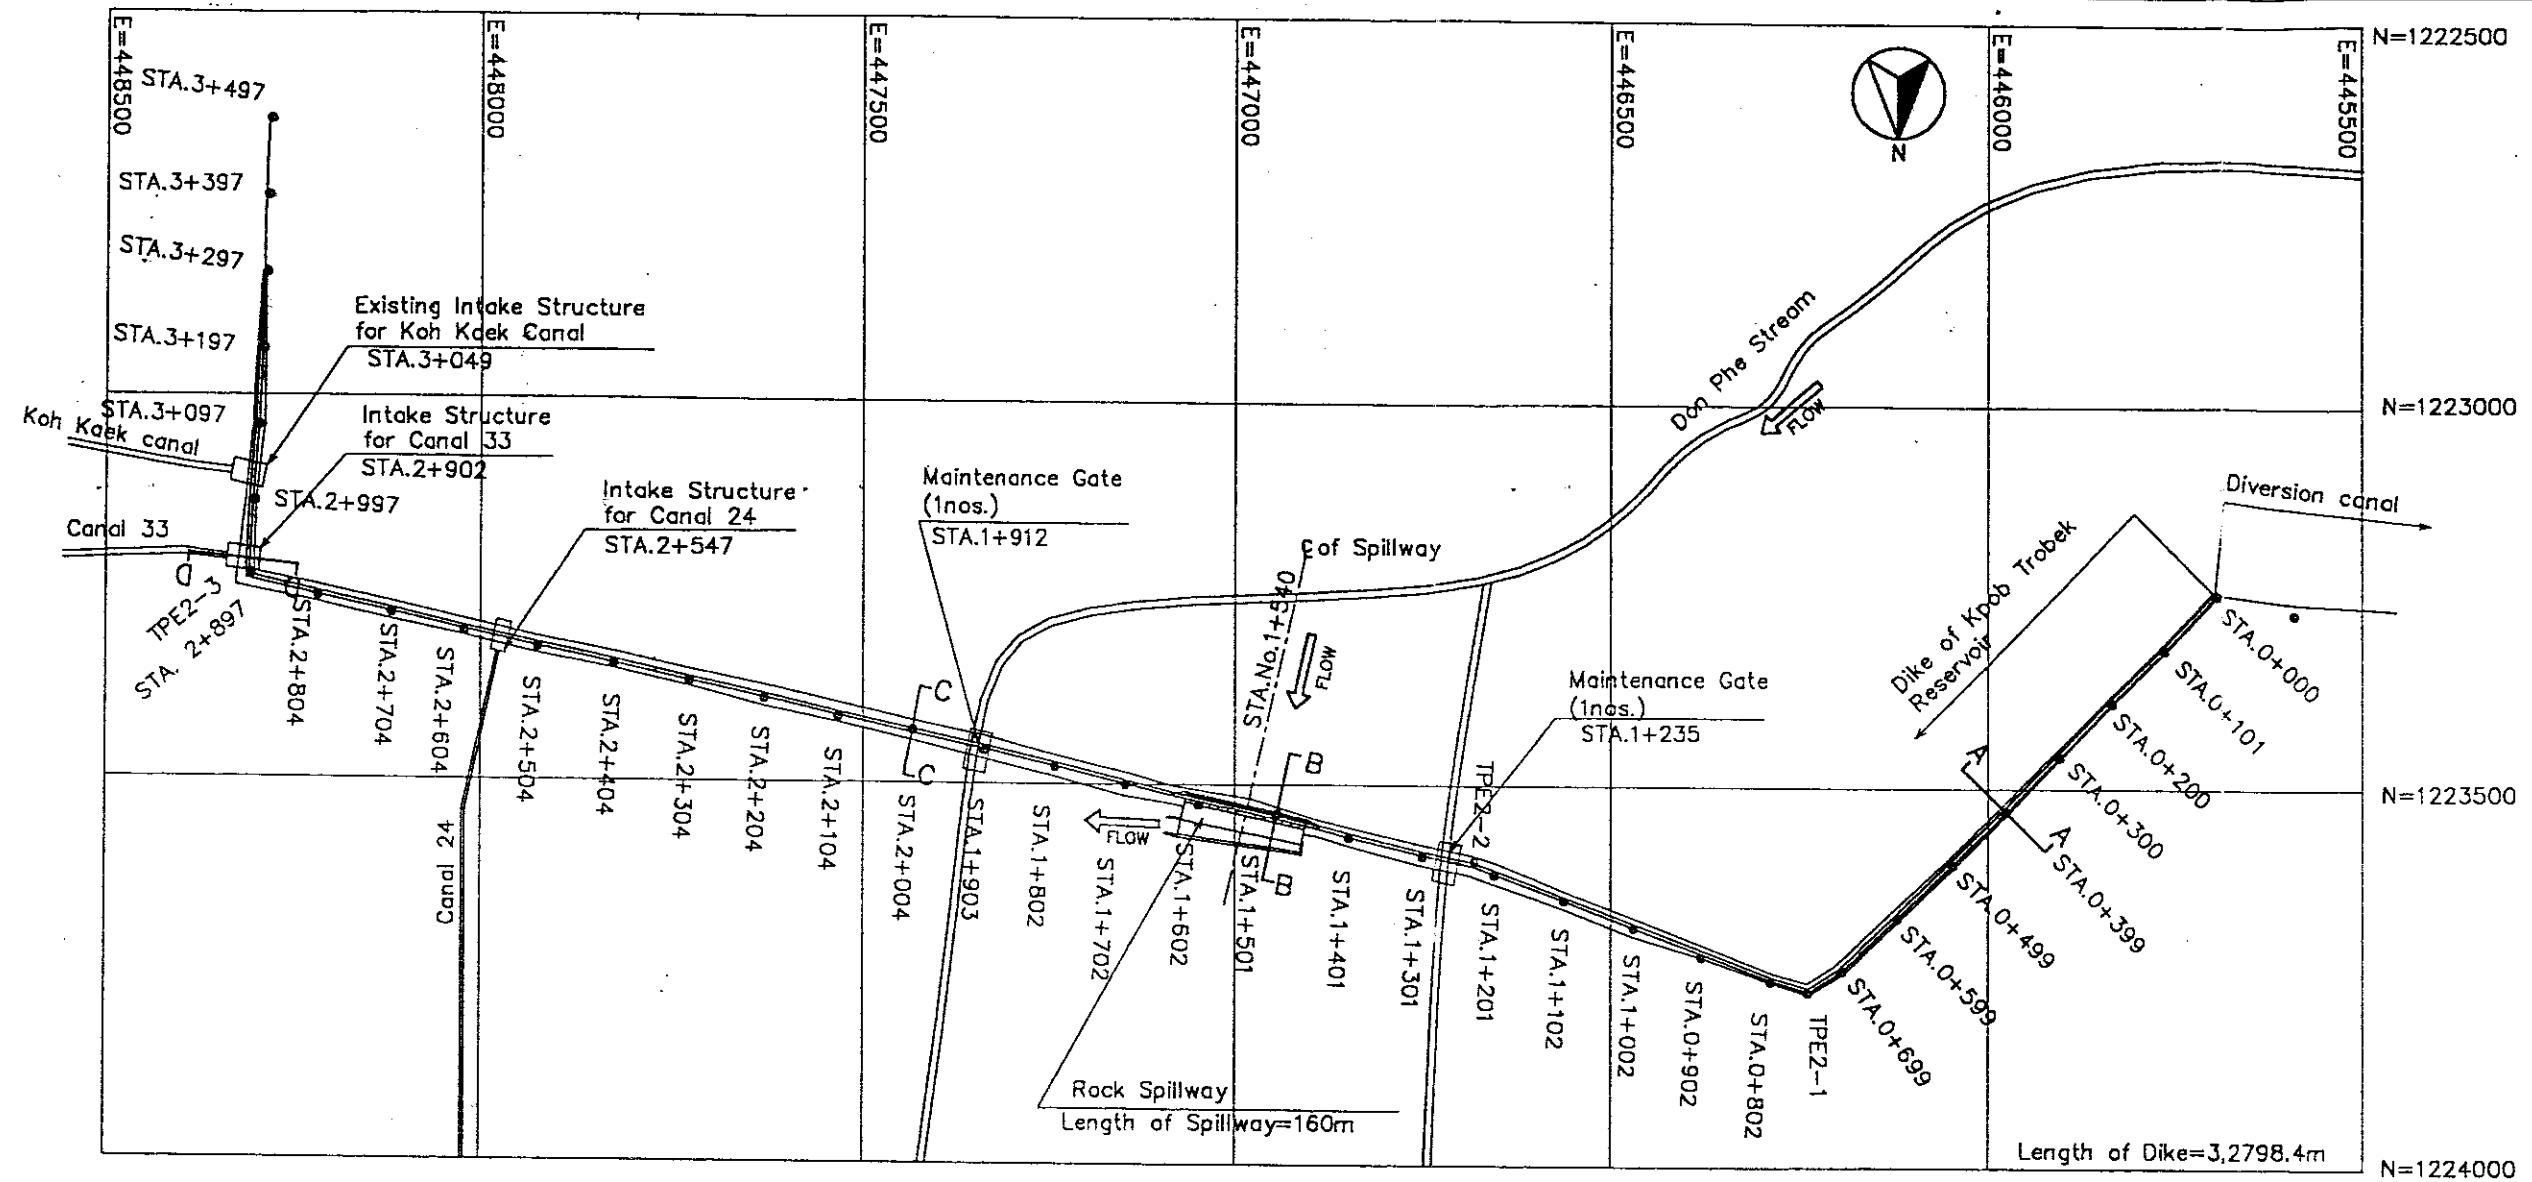 E=448500
E=448000
E=447500
E=447000
E=446500
E=446000
E=445500
N=1222500
N=1223000
N=1223500
N=1224000
N
STA.3+497
STA.3+397
STA.3+297
STA.3+197
STA.3+097
Existing Intake Structure
for Koh Kaek Canal
STA.3+049
Koh Kaek canal
Intake Structure
for Canal 33
STA.2+902
STA.2+997
Canal 33
D
D
TPE2-3
STA. 2+897
Intake Structure
for Canal 24
STA.2+547
Maintenance Gate
(1nos.)
STA.1+912
℄ of Spillway
STA.No.1+540
FLOW
Don Phe Stream
FLOW
Diversion canal
Dike of Kpob Trobek
Reservoir
Maintenance Gate
(1nos.)
STA.1+235
STA.2+804
STA.2+704
STA.2+604
STA.2+504
STA.2+404
STA.2+304
STA.2+204
STA.2+104
STA.2+004
STA.1+903
STA.1+802
STA.1+702
STA.1+602
STA.1+501
STA.1+401
STA.1+301
TPE2-2
STA.1+201
STA.1+102
STA.1+002
STA.0+902
STA.0+802
TPE2-1
STA.0+699
STA.0+599
STA.0+499
STA.0+399
STA.0+300
STA.0+200
STA.0+101
STA.0+000
A
A
B
B
C
C
FLOW
Canal 24
Rock Spillway
Length of Spillway=160m
Length of Dike=3,2798.4m